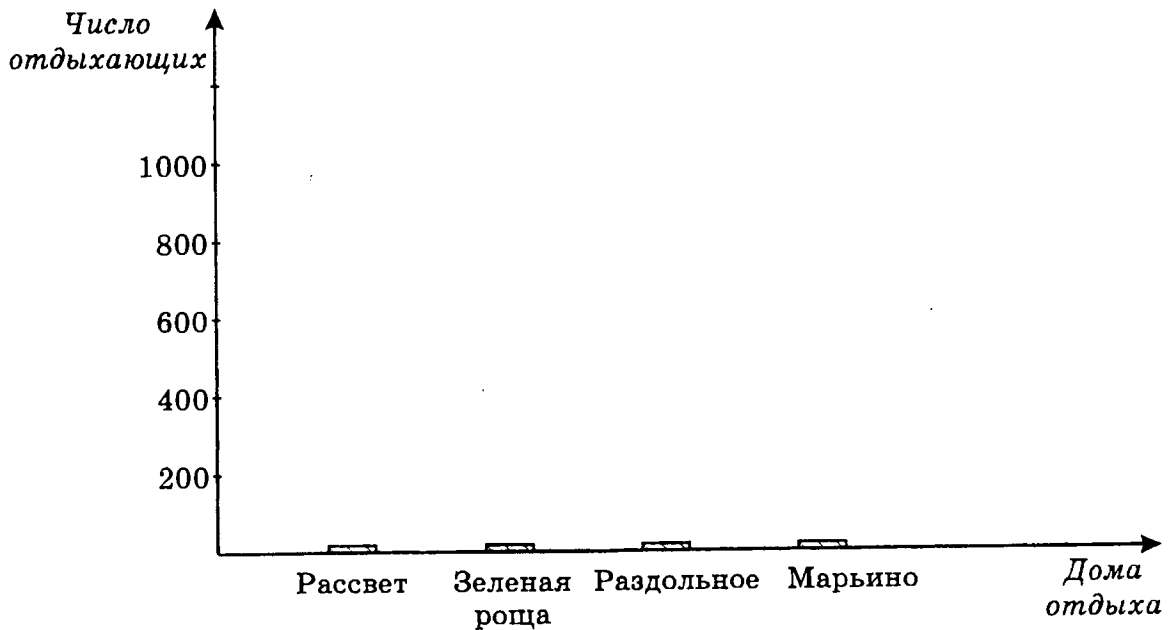 Число
отдыхающих
1000
800
600
400
200
Рассвет
Зеленая
роща
Раздольное
Марьино
Дома
отдыха